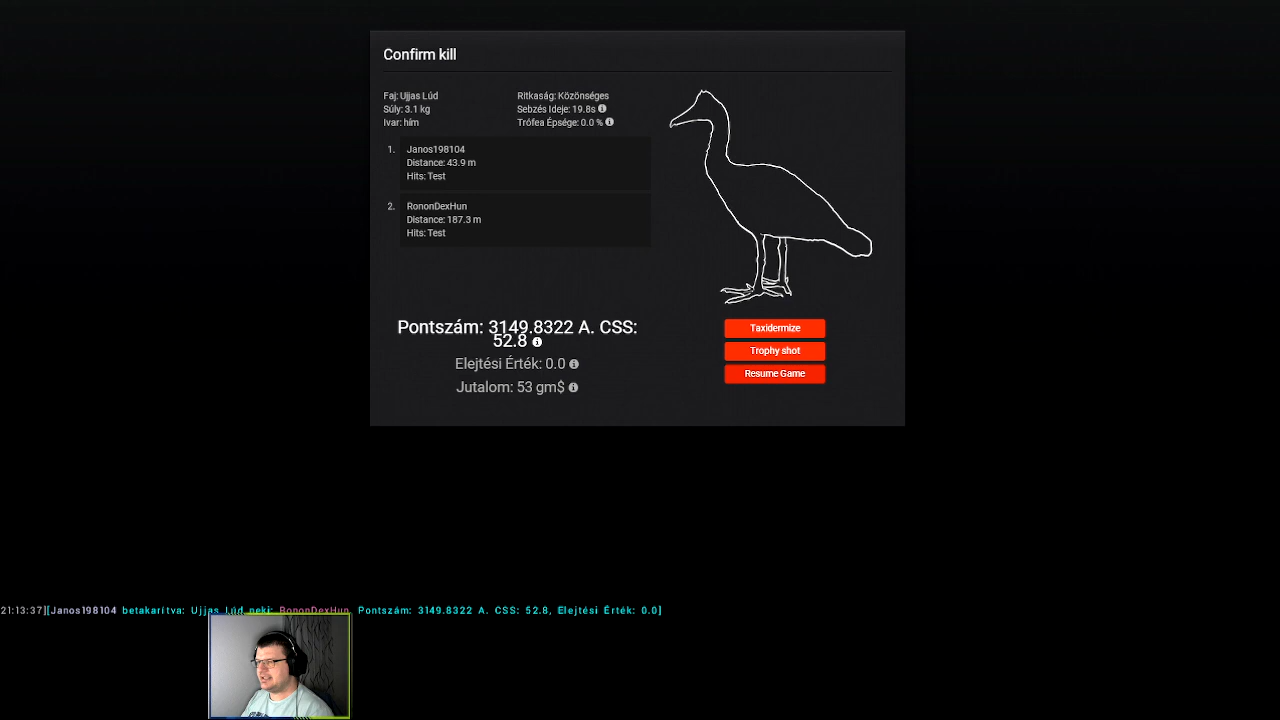 Confirm kill
Faj: Ujjas Lúd
Súly: 3.1 kg
Ivar: hím
Ritkaság: Közönséges
Sebzés Ideje: 19.8s
Trófea Épsége: 0.0 %
1. Janos198104
Distance: 43.9 m
Hits: Test
2. RononDexHun
Distance: 187.3 m
Hits: Test
Pontszám: 3149.8322 A. CSS:
52.8
Elejtési Érték: 0.0
Jutalom: 53 gm$
Taxidermize
Trophy shot
Resume Game
21:13:37][Janos198104 betakarítva: Ujjas Lúd neki: RononDexHun, Pontszám: 3149.8322 A. CSS: 52.8, Elejtési Érték: 0.0]